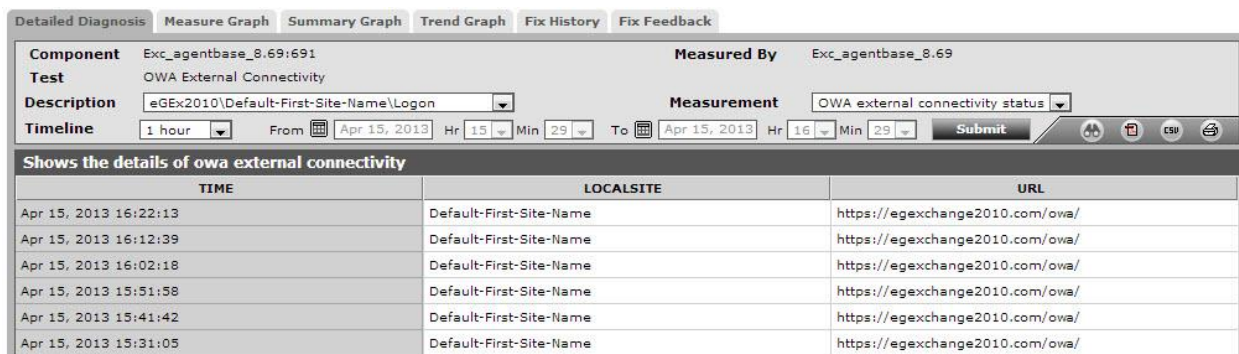 Detailed Diagnosis Measure Graph Summary Graph Trend Graph Fix History Fix Feedback
Component Exc_agentbase_8.69:691 Measured By Exc_agentbase_8.69
Test OWA External Connectivity
Description eGEx2010\Default-First-Site-Name\Logon Measurement OWA external connectivity status
Timeline 1 hour From Apr 15, 2013 Hr 15 Min 29 To Apr 15, 2013 Hr 16 Min 29 Submit CSV
Shows the details of owa external connectivity
TIME LOCALSITE URL
Apr 15, 2013 16:22:13 Default-First-Site-Name https://egexchange2010.com/owa/
Apr 15, 2013 16:12:39 Default-First-Site-Name https://egexchange2010.com/owa/
Apr 15, 2013 16:02:18 Default-First-Site-Name https://egexchange2010.com/owa/
Apr 15, 2013 15:51:58 Default-First-Site-Name https://egexchange2010.com/owa/
Apr 15, 2013 15:41:42 Default-First-Site-Name https://egexchange2010.com/owa/
Apr 15, 2013 15:31:05 Default-First-Site-Name https://egexchange2010.com/owa/